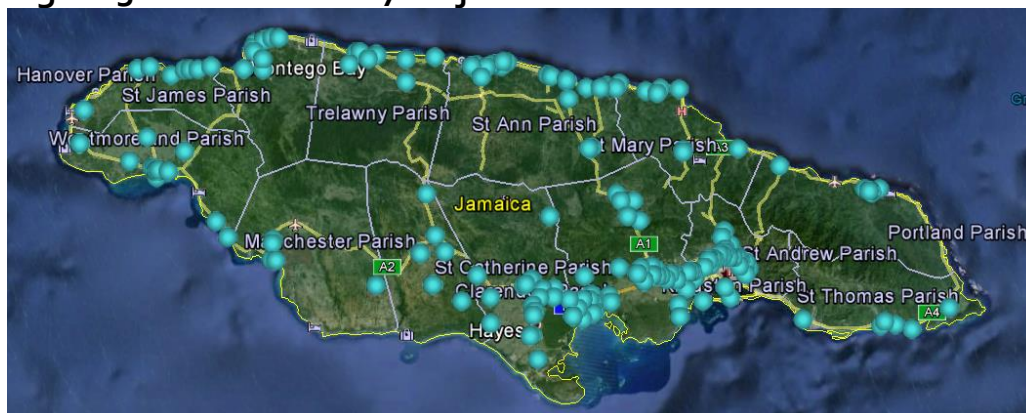 Hanover Parish
Montego Bay
St James Parish
Trelawny Parish
St Ann Parish
Westmoreland Parish
St Mary Parish
A3
Jamaica
Portland Parish
Manchester Parish
A1
St Andrew Parish
A2
St Catherine Parish
Kingston Parish
Clarendon Parish
St Thomas Parish
A4
Hayes